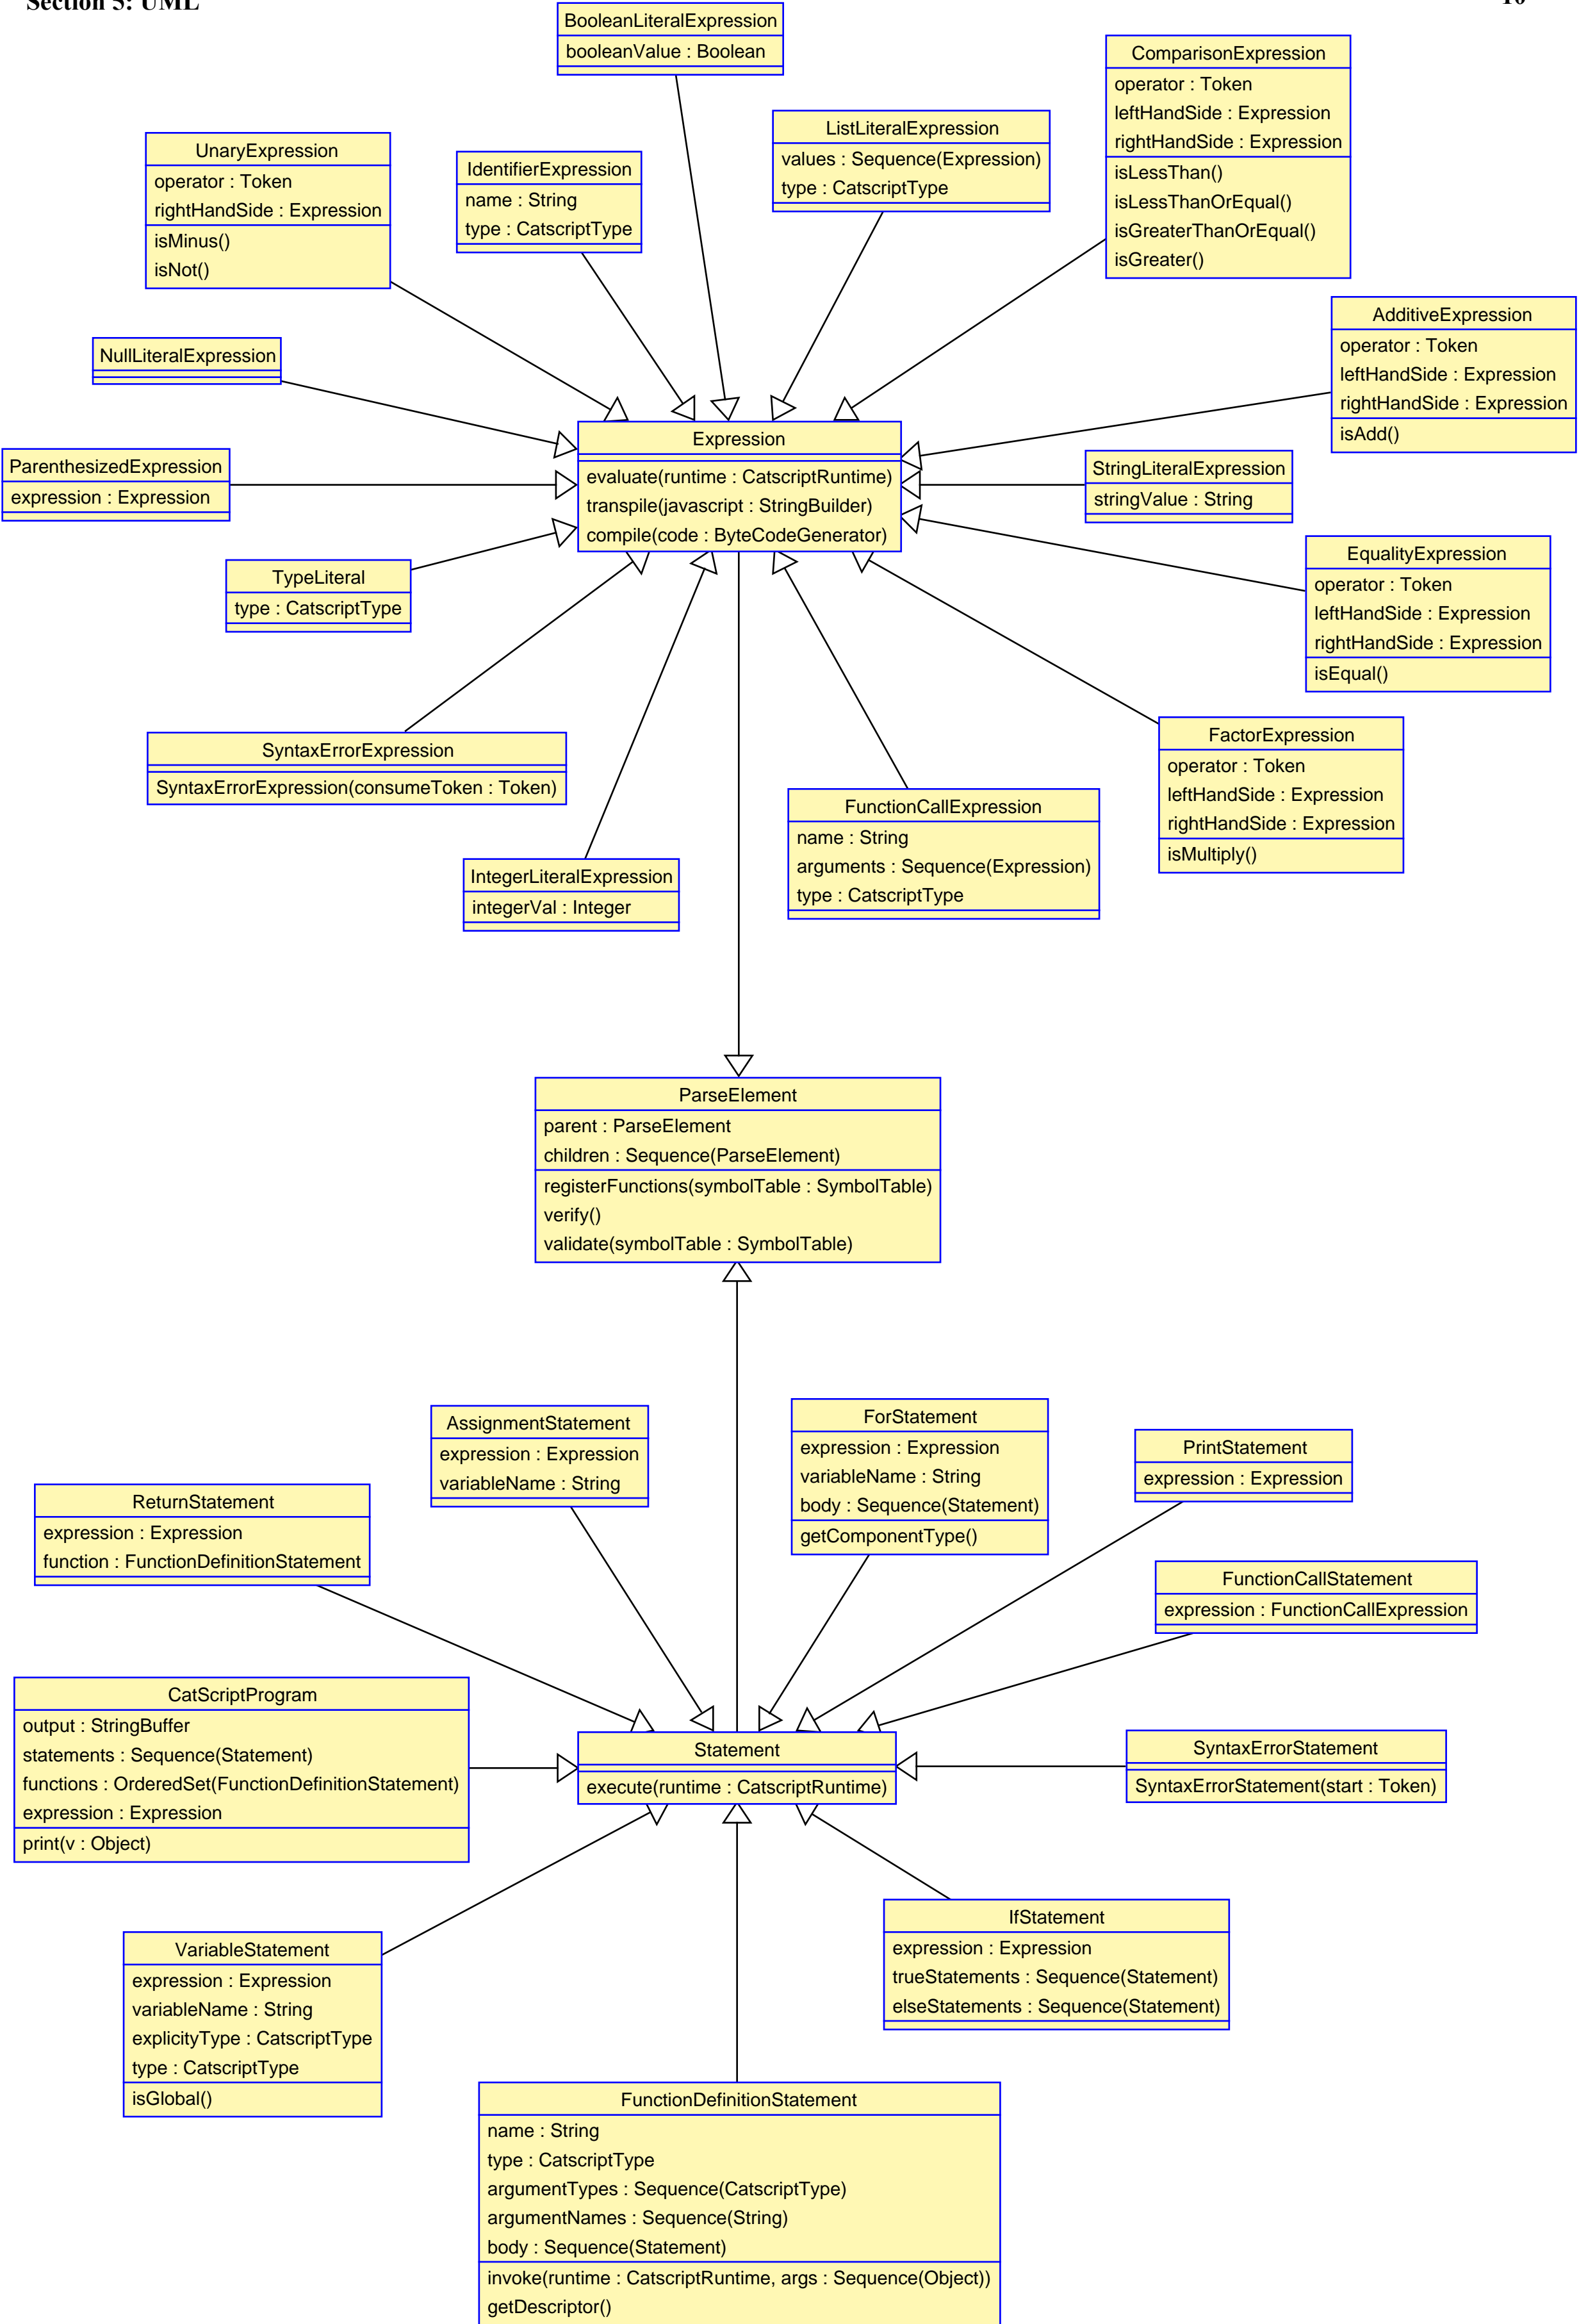 Section 5: UML
10
BooleanLiteralExpression
booleanValue : Boolean
ComparisonExpression
operator : Token
leftHandSide : Expression
rightHandSide : Expression
isLessThan()
isLessThanOrEqual()
isGreaterThanOrEqual()
isGreater()
ListLiteralExpression
values : Sequence(Expression)
type : CatscriptType
UnaryExpression
operator : Token
rightHandSide : Expression
isMinus()
isNot()
IdentifierExpression
name : String
type : CatscriptType
AdditiveExpression
operator : Token
leftHandSide : Expression
rightHandSide : Expression
isAdd()
NullLiteralExpression
Expression
evaluate(runtime : CatscriptRuntime)
transpile(javascript : StringBuilder)
compile(code : ByteCodeGenerator)
ParenthesizedExpression
expression : Expression
StringLiteralExpression
stringValue : String
EqualityExpression
operator : Token
leftHandSide : Expression
rightHandSide : Expression
isEqual()
TypeLiteral
type : CatscriptType
FactorExpression
operator : Token
leftHandSide : Expression
rightHandSide : Expression
isMultiply()
SyntaxErrorExpression
SyntaxErrorExpression(consumeToken : Token)
FunctionCallExpression
name : String
arguments : Sequence(Expression)
type : CatscriptType
IntegerLiteralExpression
integerVal : Integer
ParseElement
parent : ParseElement
children : Sequence(ParseElement)
registerFunctions(symbolTable : SymbolTable)
verify()
validate(symbolTable : SymbolTable)
AssignmentStatement
expression : Expression
variableName : String
ForStatement
expression : Expression
variableName : String
body : Sequence(Statement)
getComponentType()
PrintStatement
expression : Expression
ReturnStatement
expression : Expression
function : FunctionDefinitionStatement
FunctionCallStatement
expression : FunctionCallExpression
CatScriptProgram
output : StringBuffer
statements : Sequence(Statement)
functions : OrderedSet(FunctionDefinitionStatement)
expression : Expression
print(v : Object)
Statement
execute(runtime : CatscriptRuntime)
SyntaxErrorStatement
SyntaxErrorStatement(start : Token)
IfStatement
expression : Expression
trueStatements : Sequence(Statement)
elseStatements : Sequence(Statement)
VariableStatement
expression : Expression
variableName : String
explicityType : CatscriptType
type : CatscriptType
isGlobal()
FunctionDefinitionStatement
name : String
type : CatscriptType
argumentTypes : Sequence(CatscriptType)
argumentNames : Sequence(String)
body : Sequence(Statement)
invoke(runtime : CatscriptRuntime, args : Sequence(Object))
getDescriptor()